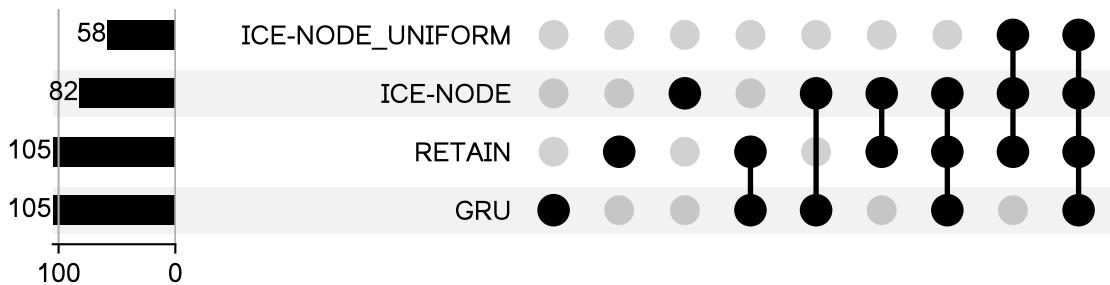 58 ICE-NODE_UNIFORM
82 ICE-NODE
105 RETAIN
105 GRU
100 0